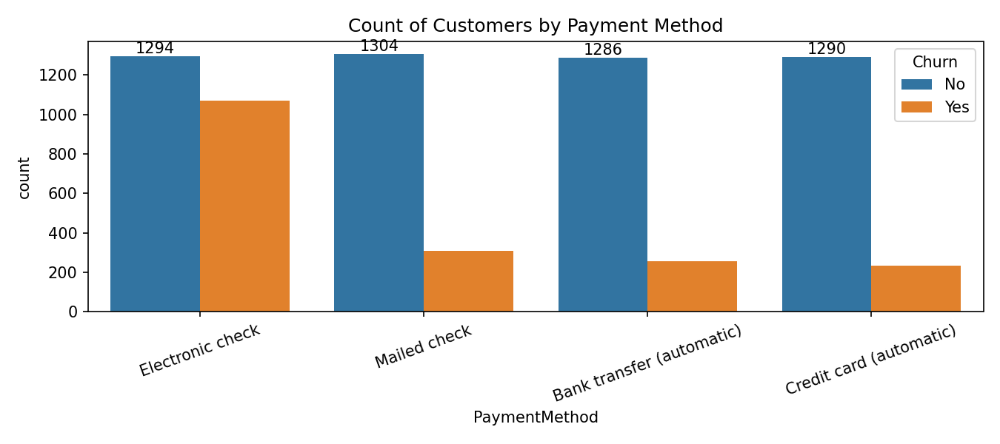 Count of Customers by Payment Method
1294
1304
1286
1290
Churn
No
Yes
count
1200
1000
800
600
400
200
0
Electronic check
Mailed check
Bank transfer (automatic)
Credit card (automatic)
PaymentMethod